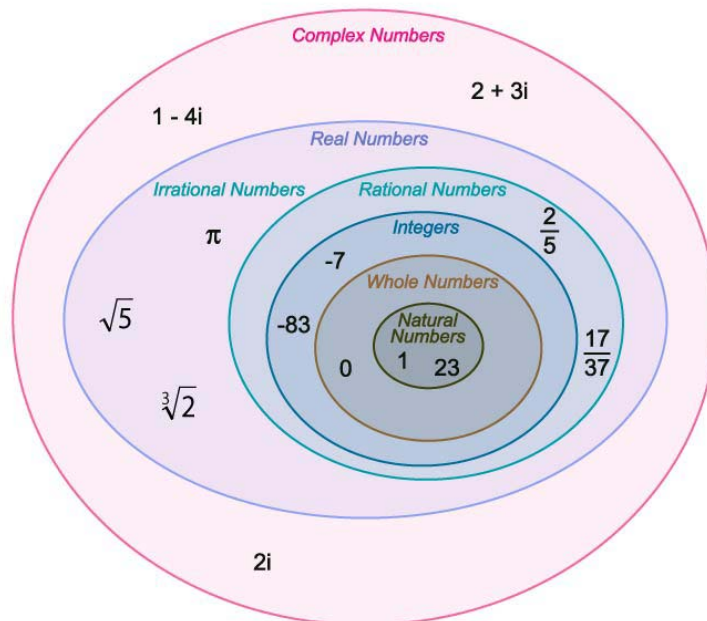 Complex Numbers
2 + 3i
1 - 4i
Real Numbers
Irrational Numbers
Rational Numbers
π
2/5
Integers
-7
Whole Numbers
√5
-83
Natural
Numbers
17/37
0
1
23
∛2
2i